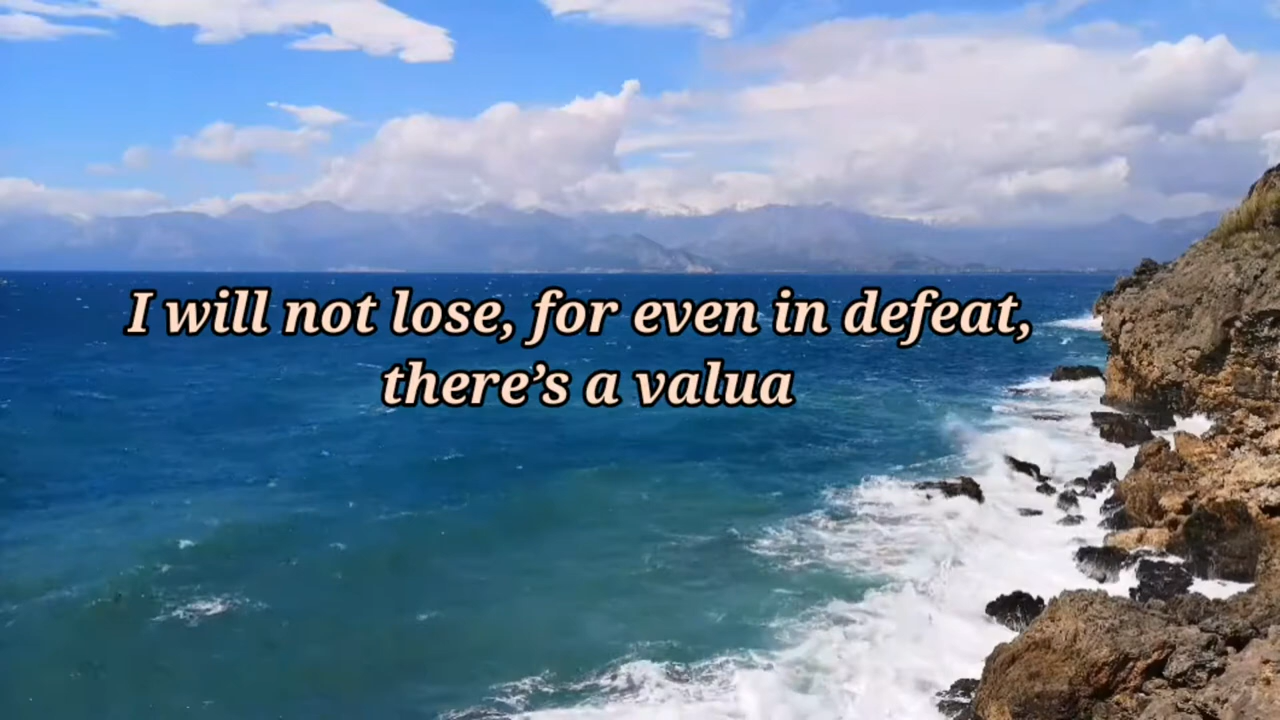 I will not lose, for even in defeat,
there’s a valua